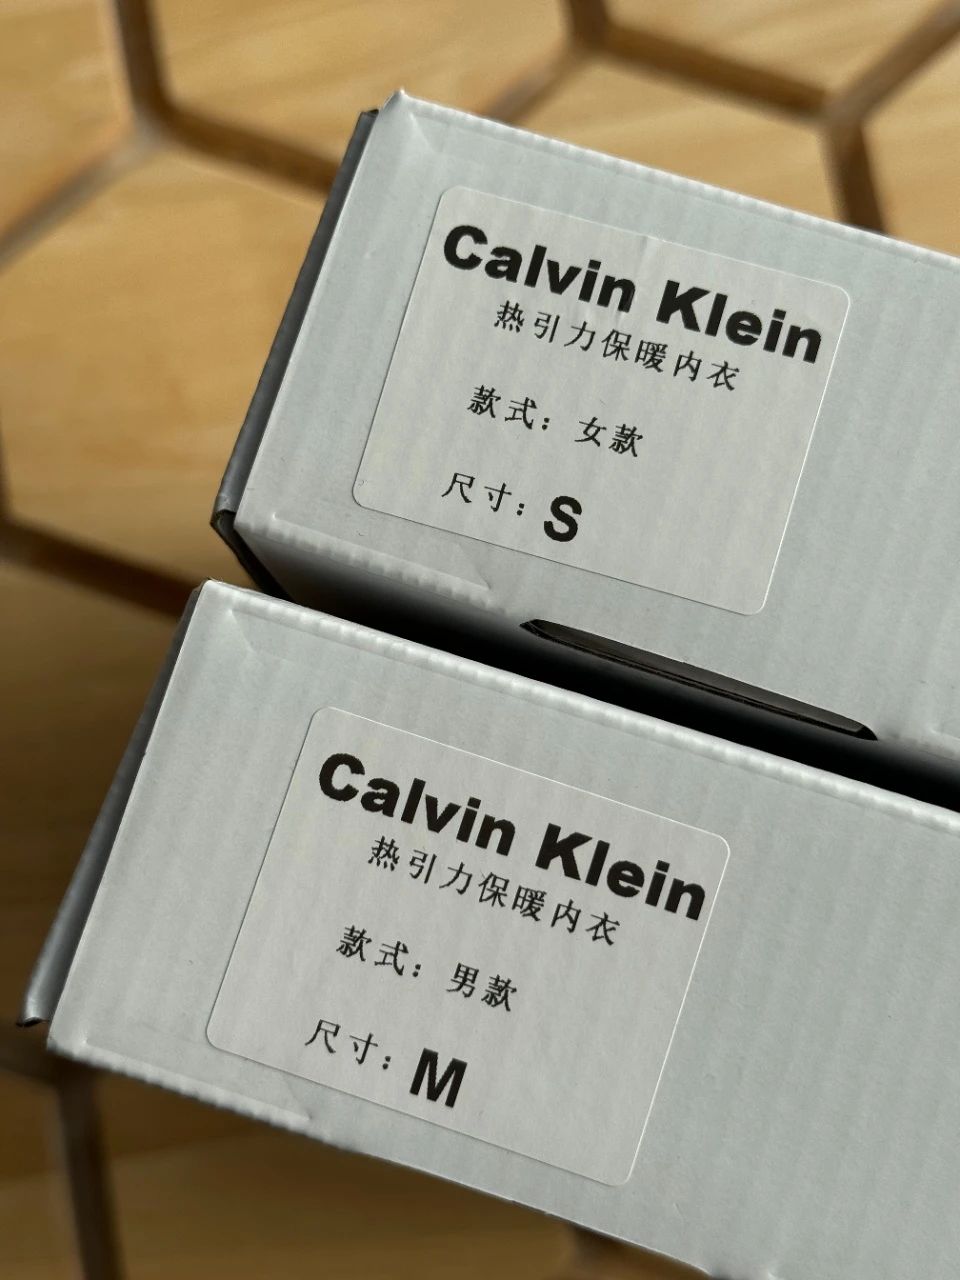 Calvin Klein
热引力保暖内衣
款式：女款
尺寸：S
Calvin Klein
热引力保暖内衣
款式：男款
尺寸：M